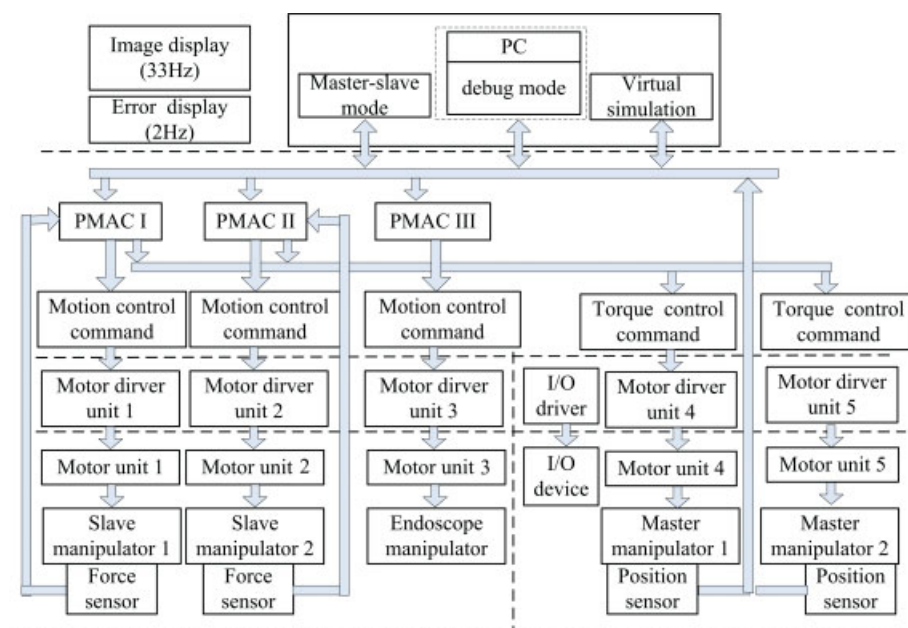 Image display
(33Hz)
Error display
(2Hz)
Master-slave
mode
PC
debug mode
Virtual
simulation
PMAC I
PMAC II
PMAC III
Motion control
command
Motion control
command
Motion control
command
Torque control
command
Torque control
command
Motor dirver
unit 1
Motor dirver
unit 2
Motor dirver
unit 3
I/O
driver
Motor dirver
unit 4
Motor dirver
unit 5
Motor unit 1
Motor unit 2
Motor unit 3
I/O
device
Motor unit 4
Motor unit 5
Slave
manipulator 1
Slave
manipulator 2
Endoscope
manipulator
Master
manipulator 1
Master
manipulator 2
Force
sensor
Force
sensor
Position
sensor
Position
sensor